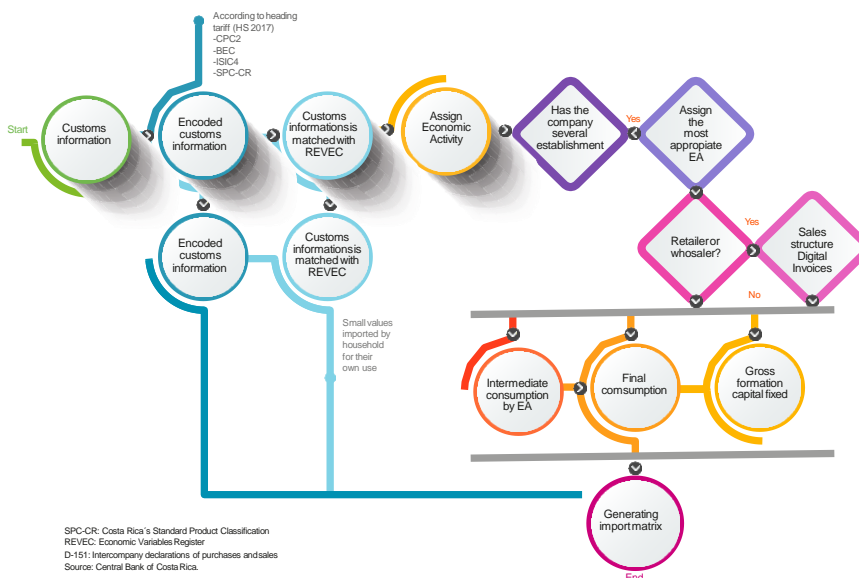 According to heading
tariff (HS 2017)
-CPC2
-BEC
-ISIC4
-SPC-CR
Start
Customs
information
Encoded
customs
information
Customs
informations is
matched with
REVEC
Assign
Economic
Activity
Has the
company
several
establishment
Yes
Assign
the
most
appropiate
EA
Encoded
customs
information
Customs
informations is
matched with
REVEC
Retailer or
whosaler?
Yes
Sales
structure
Digital
Invoices
No
Small values
imported by
household
for their
own use
Intermediate
consumption
by EA
Final
comsumption
Gross
formation
capital fixed
Generating
import matrix
End
SPC-CR: Costa Rica´s Standard Product Classification
REVEC: Economic Variables Register
D-151: Intercompany declarations of purchases and sales
Source: Central Bank of Costa Rica.